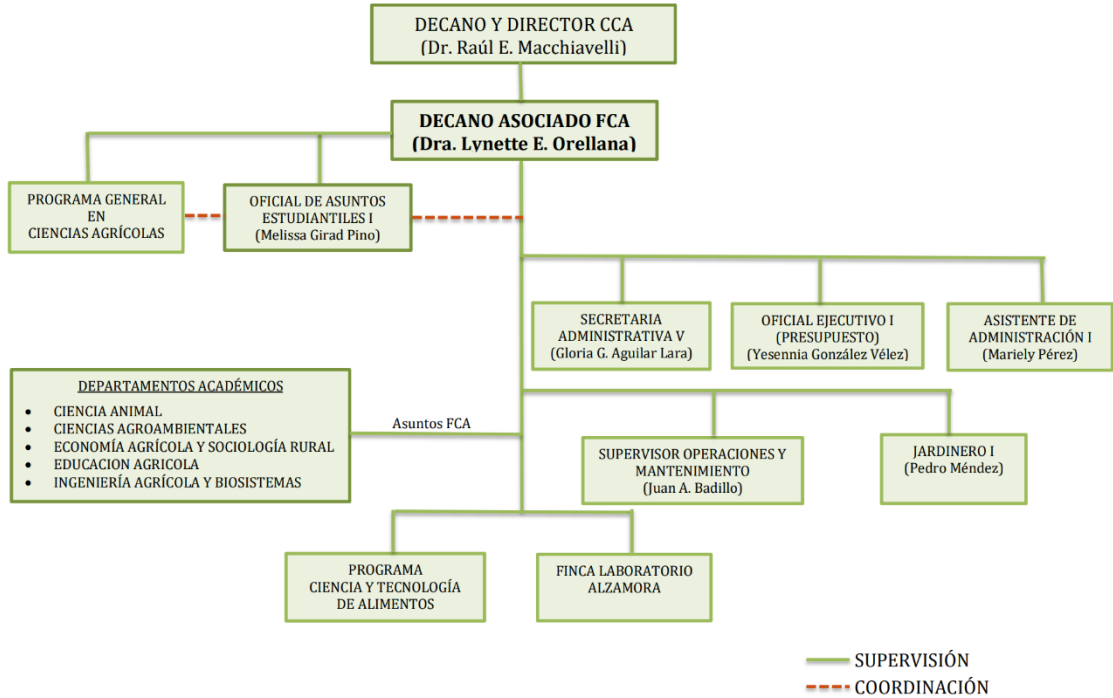 DECANO Y DIRECTOR CCA
(Dr. Raúl E. Macchiavelli)
DECANO ASOCIADO FCA
(Dra. Lynette E. Orellana)
PROGRAMA GENERAL
EN
CIENCIAS AGRÍCOLAS
OFICIAL DE ASUNTOS
ESTUDIANTILES I
(Melissa Girad Pino)
SECRETARIA
ADMINISTRATIVA V
(Gloria G. Aguilar Lara)
OFICIAL EJECUTIVO I
(PRESUPUESTO)
(Yesennia González Vélez)
ASISTENTE DE
ADMINISTRACIÓN I
(Mariely Pérez)
DEPARTAMENTOS ACADÉMICOS
• CIENCIA ANIMAL
• CIENCIAS AGROAMBIENTALES
• ECONOMÍA AGRÍCOLA Y SOCIOLOGÍA RURAL
• EDUCACION AGRICOLA
• INGENIERÍA AGRÍCOLA Y BIOSISTEMAS
Asuntos FCA
SUPERVISOR OPERACIONES Y
MANTENIMIENTO
(Juan A. Badillo)
JARDINERO I
(Pedro Méndez)
PROGRAMA
CIENCIA Y TECNOLOGÍA
DE ALIMENTOS
FINCA LABORATORIO
ALZAMORA
SUPERVISIÓN
COORDINACIÓN